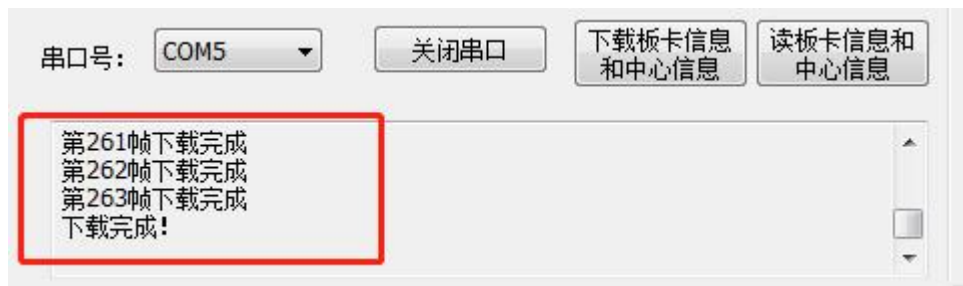 串口号:
COM5
关闭串口
下载板卡信息
和中心信息
读板卡信息和
中心信息
第261帧下载完成
第262帧下载完成
第263帧下载完成
下载完成!